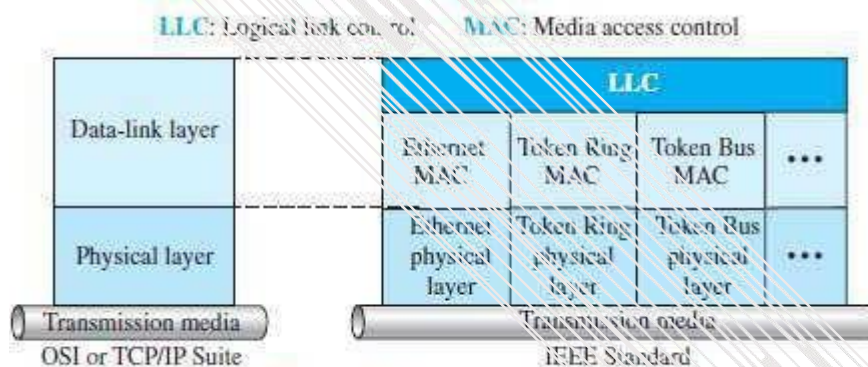 LLC: Logical link control MAC: Media access control
LLC
Data-link layer
Ethernet MAC
Token Ring MAC
Token Bus MAC
•••
Physical layer
Ethernet physical layer
Token Ring physical layer
Token Bus physical layer
•••
Transmission media
Transmission media
OSI or TCP/IP Suite
IEEE Standard